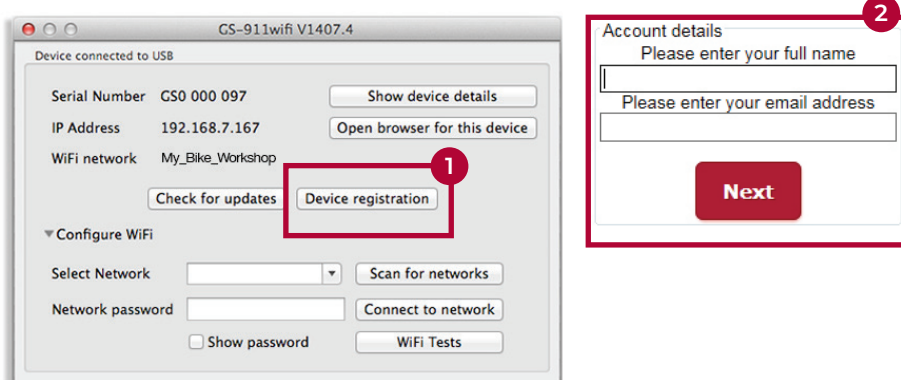 GS-911wifi V1407.4
Device connected to USB
Serial Number GS0 000 097 Show device details
IP Address 192.168.7.167 Open browser for this device
WiFi network My_Bike_Workshop
1
Check for updates Device registration
Configure WiFi
Select Network Scan for networks
Network password Connect to network
Show password WiFi Tests
2
Account details
Please enter your full name
Please enter your email address
Next